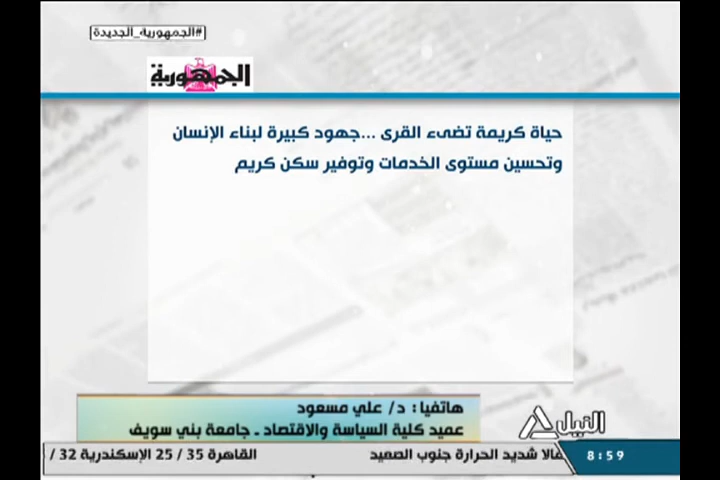 #الجمهورية_الجديدة
الجمهورية
حياة كريمة تضىء القرى ...جهود كبيرة لبناء الإنسان
وتحسين مستوى الخدمات وتوفير سكن كريم
هاتفيا: د/ علي مسعود
عميد كلية السياسة والاقتصاد - جامعة بني سويف
النيل
شديد الحرارة جنوب الصعيد القاهرة 35 / 25 الإسكندرية 32 /
8:59